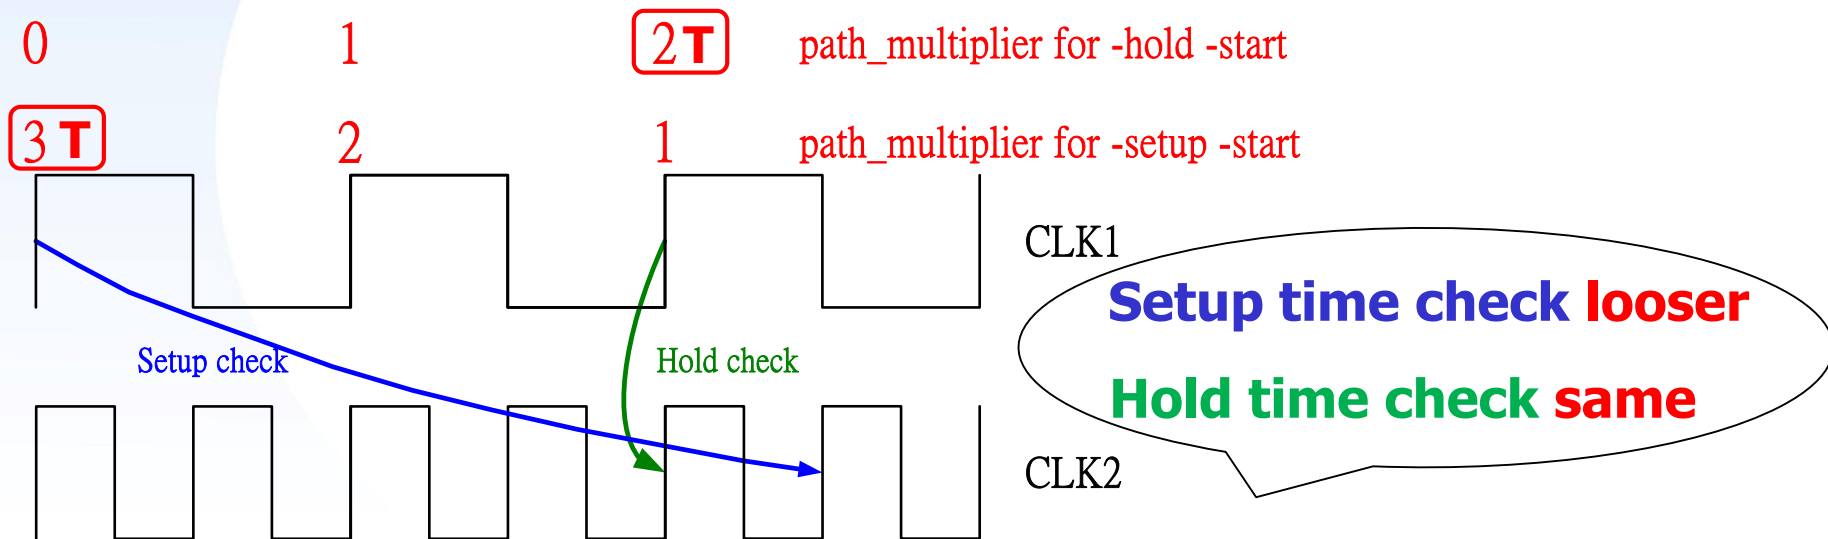 0 1 2T path_multiplier for -hold -start
3 T 2 1 path_multiplier for -setup -start
CLK1
Setup time check looser
Setup check Hold check
Hold time check same
CLK2